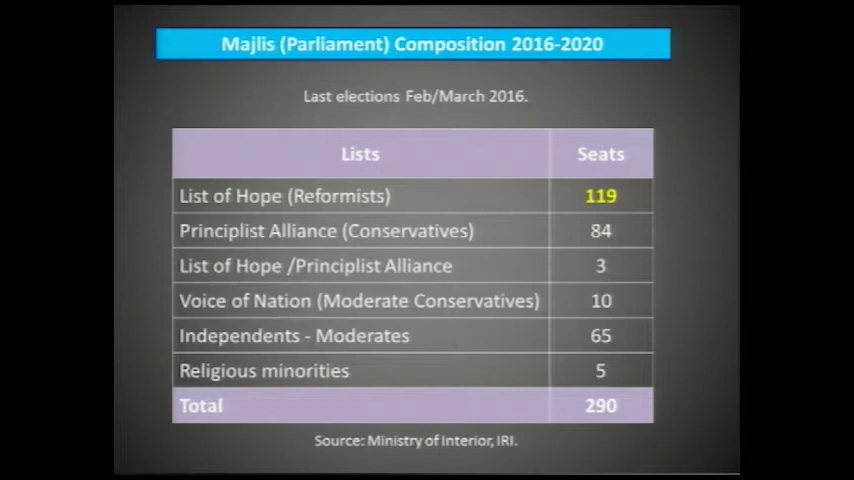 Majlis (Parliament) Composition 2016-2020
Last elections Feb/March 2016.
Lists Seats
List of Hope (Reformists) 119
Principlist Alliance (Conservatives) 84
List of Hope /Principlist Alliance 3
Voice of Nation (Moderate Conservatives) 10
Independents - Moderates 65
Religious minorities 5
Total 290
Source: Ministry of Interior, IRI.